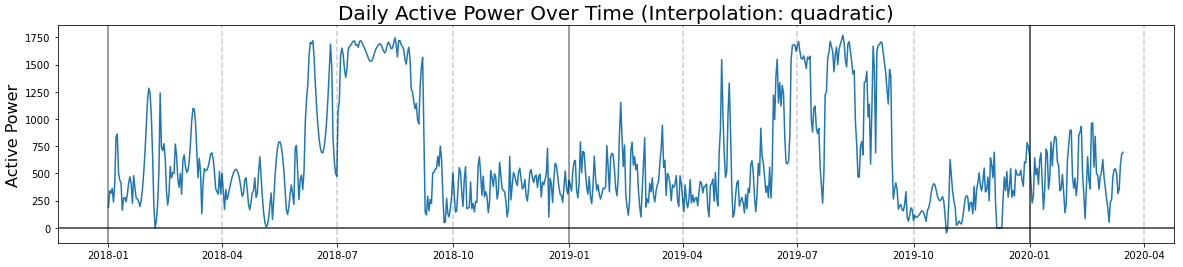 Daily Active Power Over Time (Interpolation: quadratic)
Active Power
1750
1500
1250
1000
750
500
250
0
2018-01 2018-04 2018-07 2018-10 2019-01 2019-04 2019-07 2019-10 2020-01 2020-04